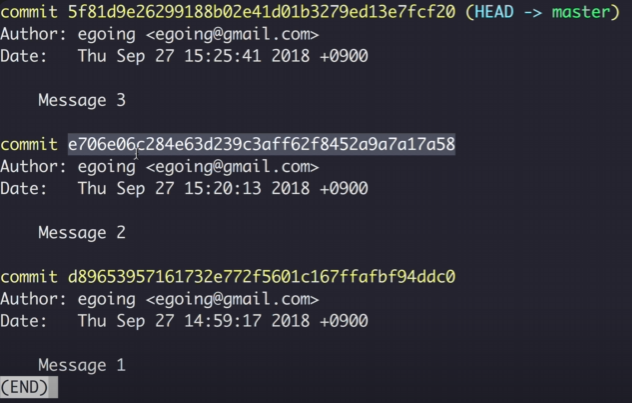 commit 5f81d9e26299188b02e41d01b3279ed13e7fcf20 (HEAD -> master)
Author: egoing <egoing@gmail.com>
Date:   Thu Sep 27 15:25:41 2018 +0900
    Message 3
commit e706e06c284e63d239c3aff62f8452a9a7a17a58
Author: egoing <egoing@gmail.com>
Date:   Thu Sep 27 15:20:13 2018 +0900
    Message 2
commit d89653957161732e772f5601c167ffafbf94ddc0
Author: egoing <egoing@gmail.com>
Date:   Thu Sep 27 14:59:17 2018 +0900
    Message 1
(END)